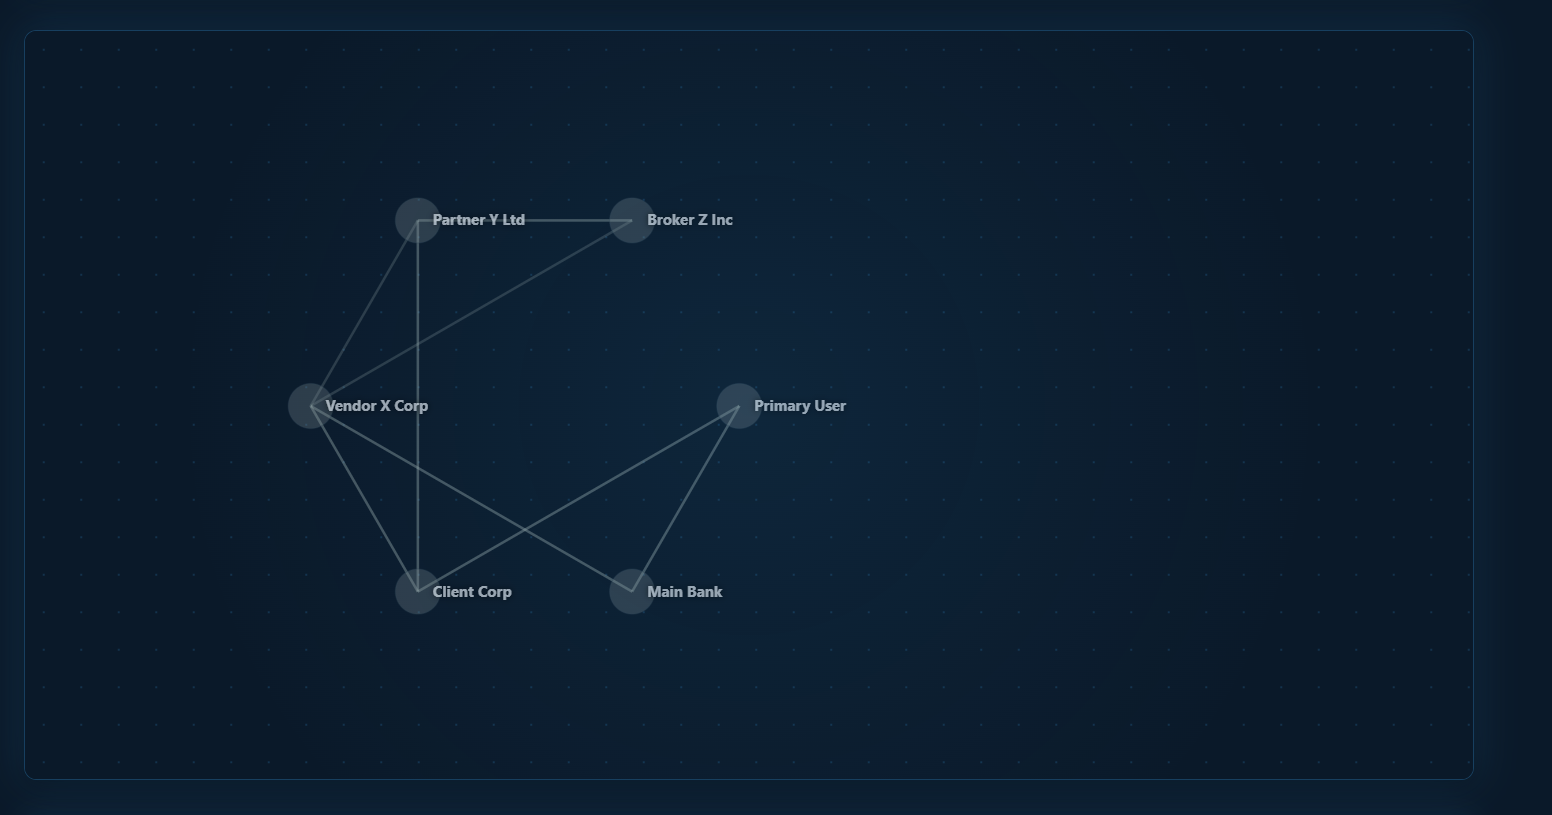 Partner Y Ltd
Broker Z Inc
Vendor X Corp
Primary User
Client Corp
Main Bank